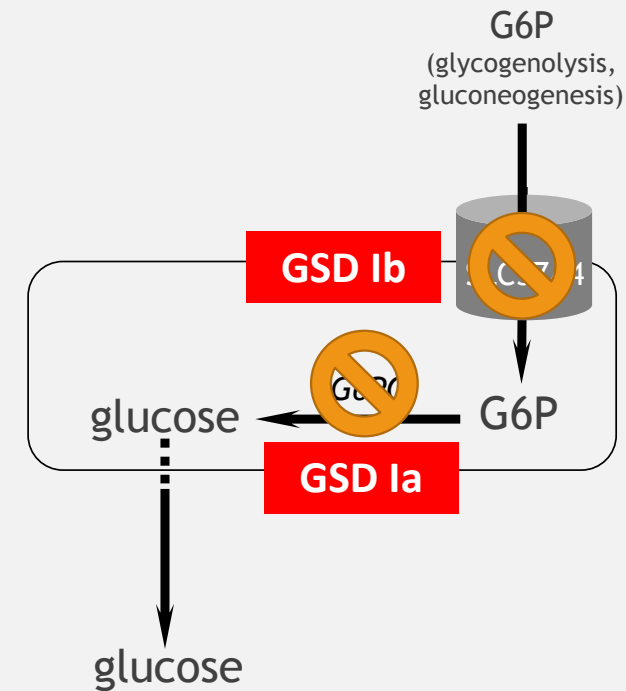 G6P
(glycogenolysis,
gluconeogenesis)
GSD Ib
glucose
G6P
GSD Ia
glucose